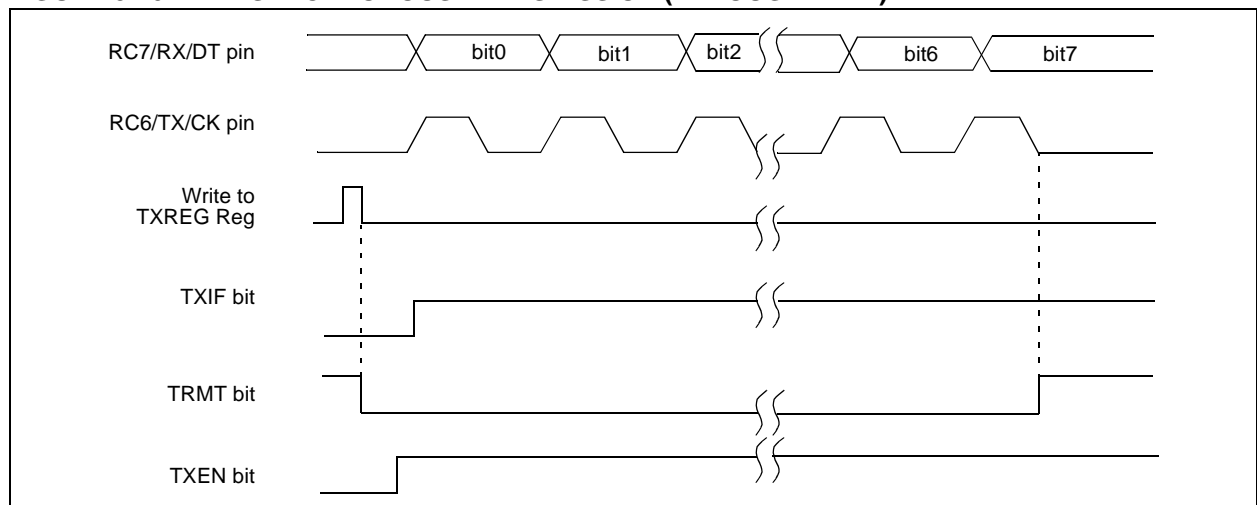 RC7/RX/DT pin
bit0
bit1
bit2
bit6
bit7
RC6/TX/CK pin
Write to
TXREG Reg
TXIF bit
TRMT bit
TXEN bit